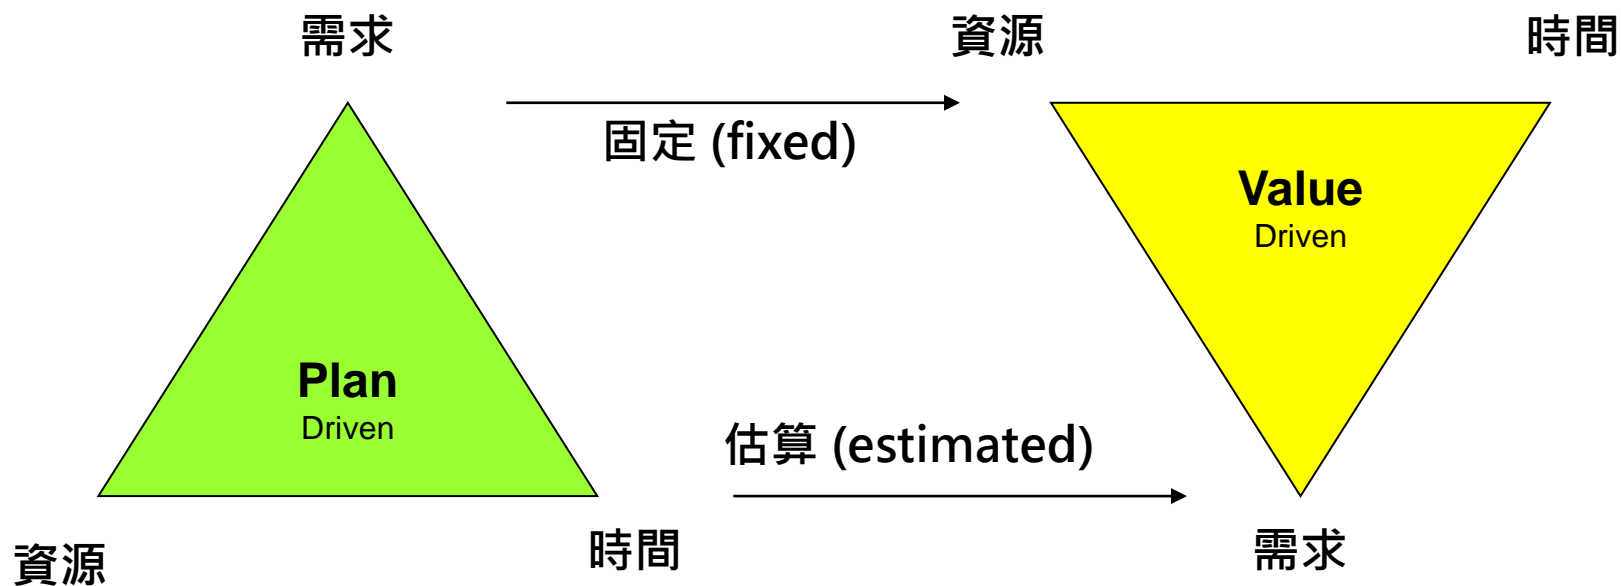 需求
資源
時間
固定 (fixed)
Value
Driven
Plan
Driven
估算 (estimated)
資源
時間
需求